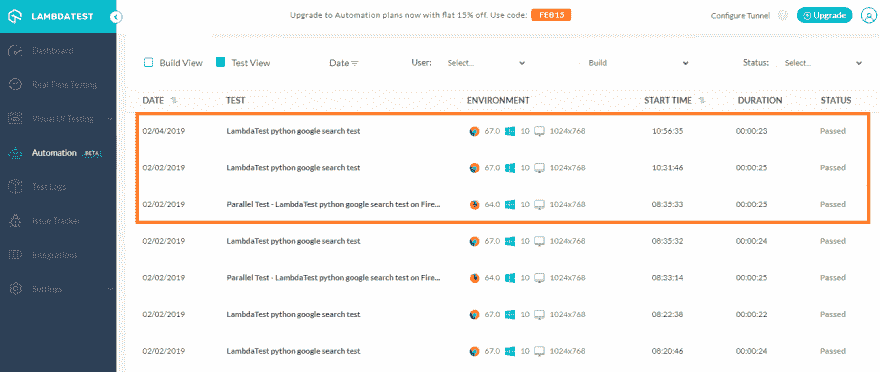 LAMBDATEST
Upgrade to Automation plans now with flat 15% off. Use code: FEB15
Configure Tunnel
Upgrade
Dashboard
Real Time Testing
Visual UI Testing
Automation BETA
Test Logs
Issue Tracker
Integrations
Settings
Build View Test View Date User: Select... Build Status: Select...
DATE TEST ENVIRONMENT START TIME DURATION STATUS
02/04/2019 LambdaTest python google search test 67.0 10 1024x768 10:56:35 00:00:23 Passed
02/02/2019 LambdaTest python google search test 67.0 10 1024x768 10:31:46 00:00:25 Passed
02/02/2019 Parallel Test - LambdaTest python google search test on Fire... 64.0 10 1024x768 08:35:33 00:00:25 Passed
02/02/2019 LambdaTest python google search test 67.0 10 1024x768 08:35:32 00:00:24 Passed
02/02/2019 Parallel Test - LambdaTest python google search test on Fire... 64.0 10 1024x768 08:33:14 00:00:25 Passed
02/02/2019 LambdaTest python google search test 67.0 10 1024x768 08:22:38 00:00:22 Passed
02/02/2019 LambdaTest python google search test 67.0 10 1024x768 08:20:46 00:00:24 Passed